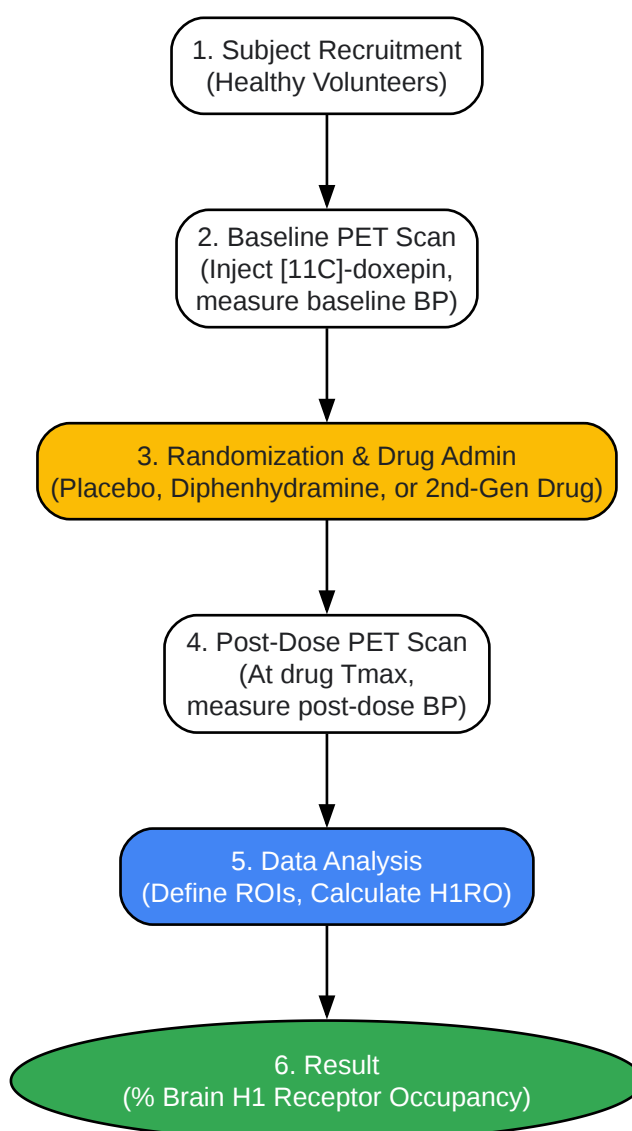 1. Subject Recruitment
(Healthy Volunteers)
2. Baseline PET Scan
(Inject [11C]-doxepin,
measure baseline BP)
3. Randomization & Drug Admin
(Placebo, Diphenhydramine, or 2nd-Gen Drug)
4. Post-Dose PET Scan
(At drug Tmax,
measure post-dose BP)
5. Data Analysis
(Define ROIs, Calculate H1RO)
6. Result
(% Brain H1 Receptor Occupancy)